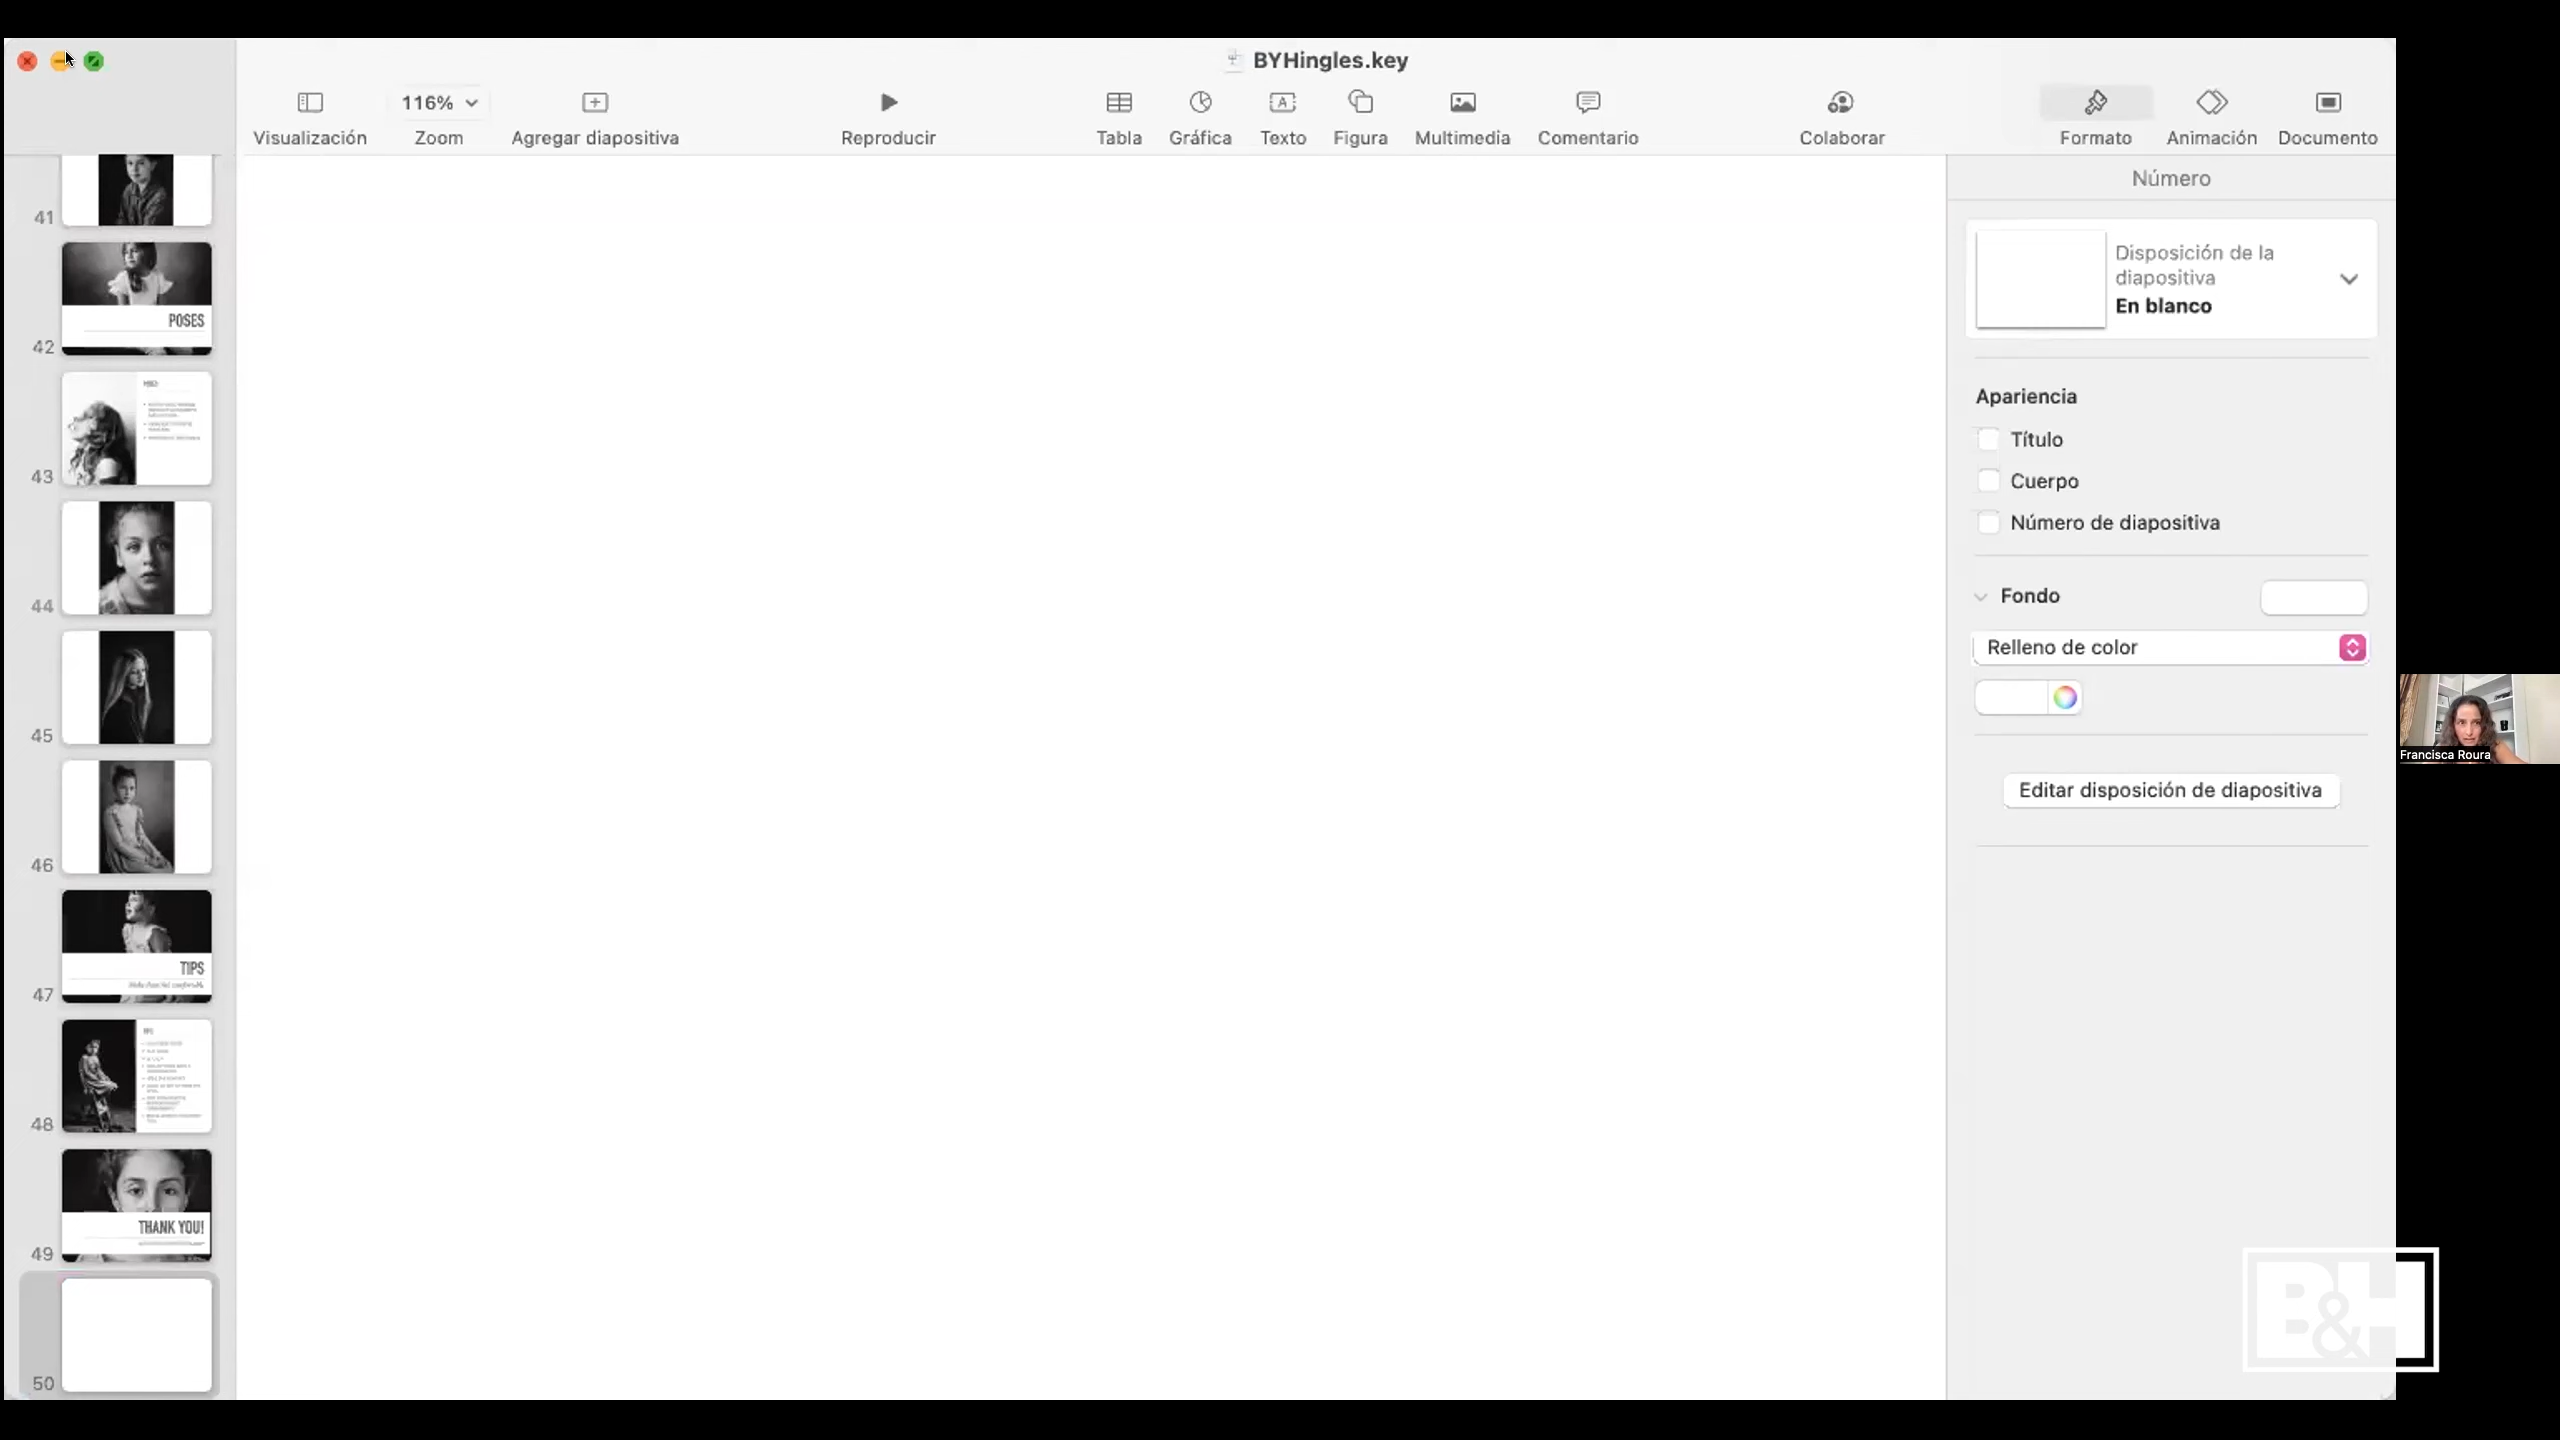 BYHingles.key
116%
Visualización
Zoom
Agregar diapositiva
Reproducir
Tabla
Gráfica
Texto
Figura
Multimedia
Comentario
Colaborar
Formato
Animación
Documento
41
POSES
42
43
44
45
46
TIPS
47
48
THANK YOU!
49
50
Número
Disposición de la
diapositiva
En blanco
Apariencia
Título
Cuerpo
Número de diapositiva
Fondo
Relleno de color
Editar disposición de diapositiva
Francisca Roura
B&H